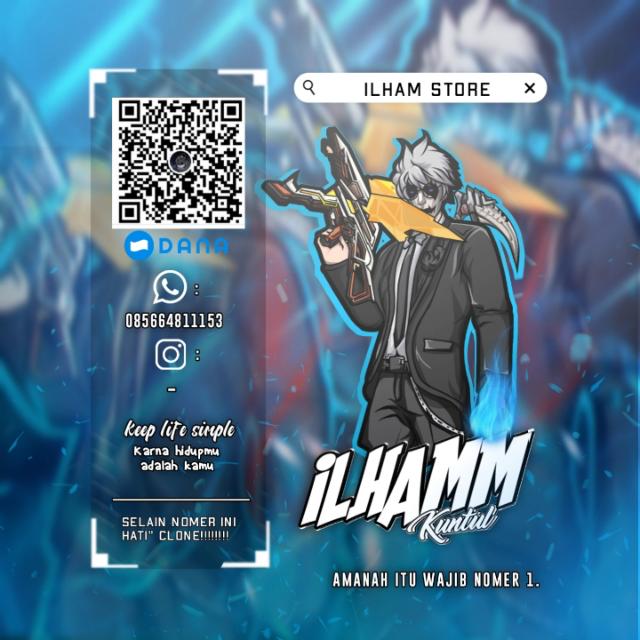 ILHAM STORE
DANA
:
085664811153
:
-
Keep life simple
Karna hidupmu
adalah kamu
SELAIN NOMER INI
HATI" CLONE!!!!!!!!
iLHAMM
Kuntul
AMANAH ITU WAJIB NOMER 1.